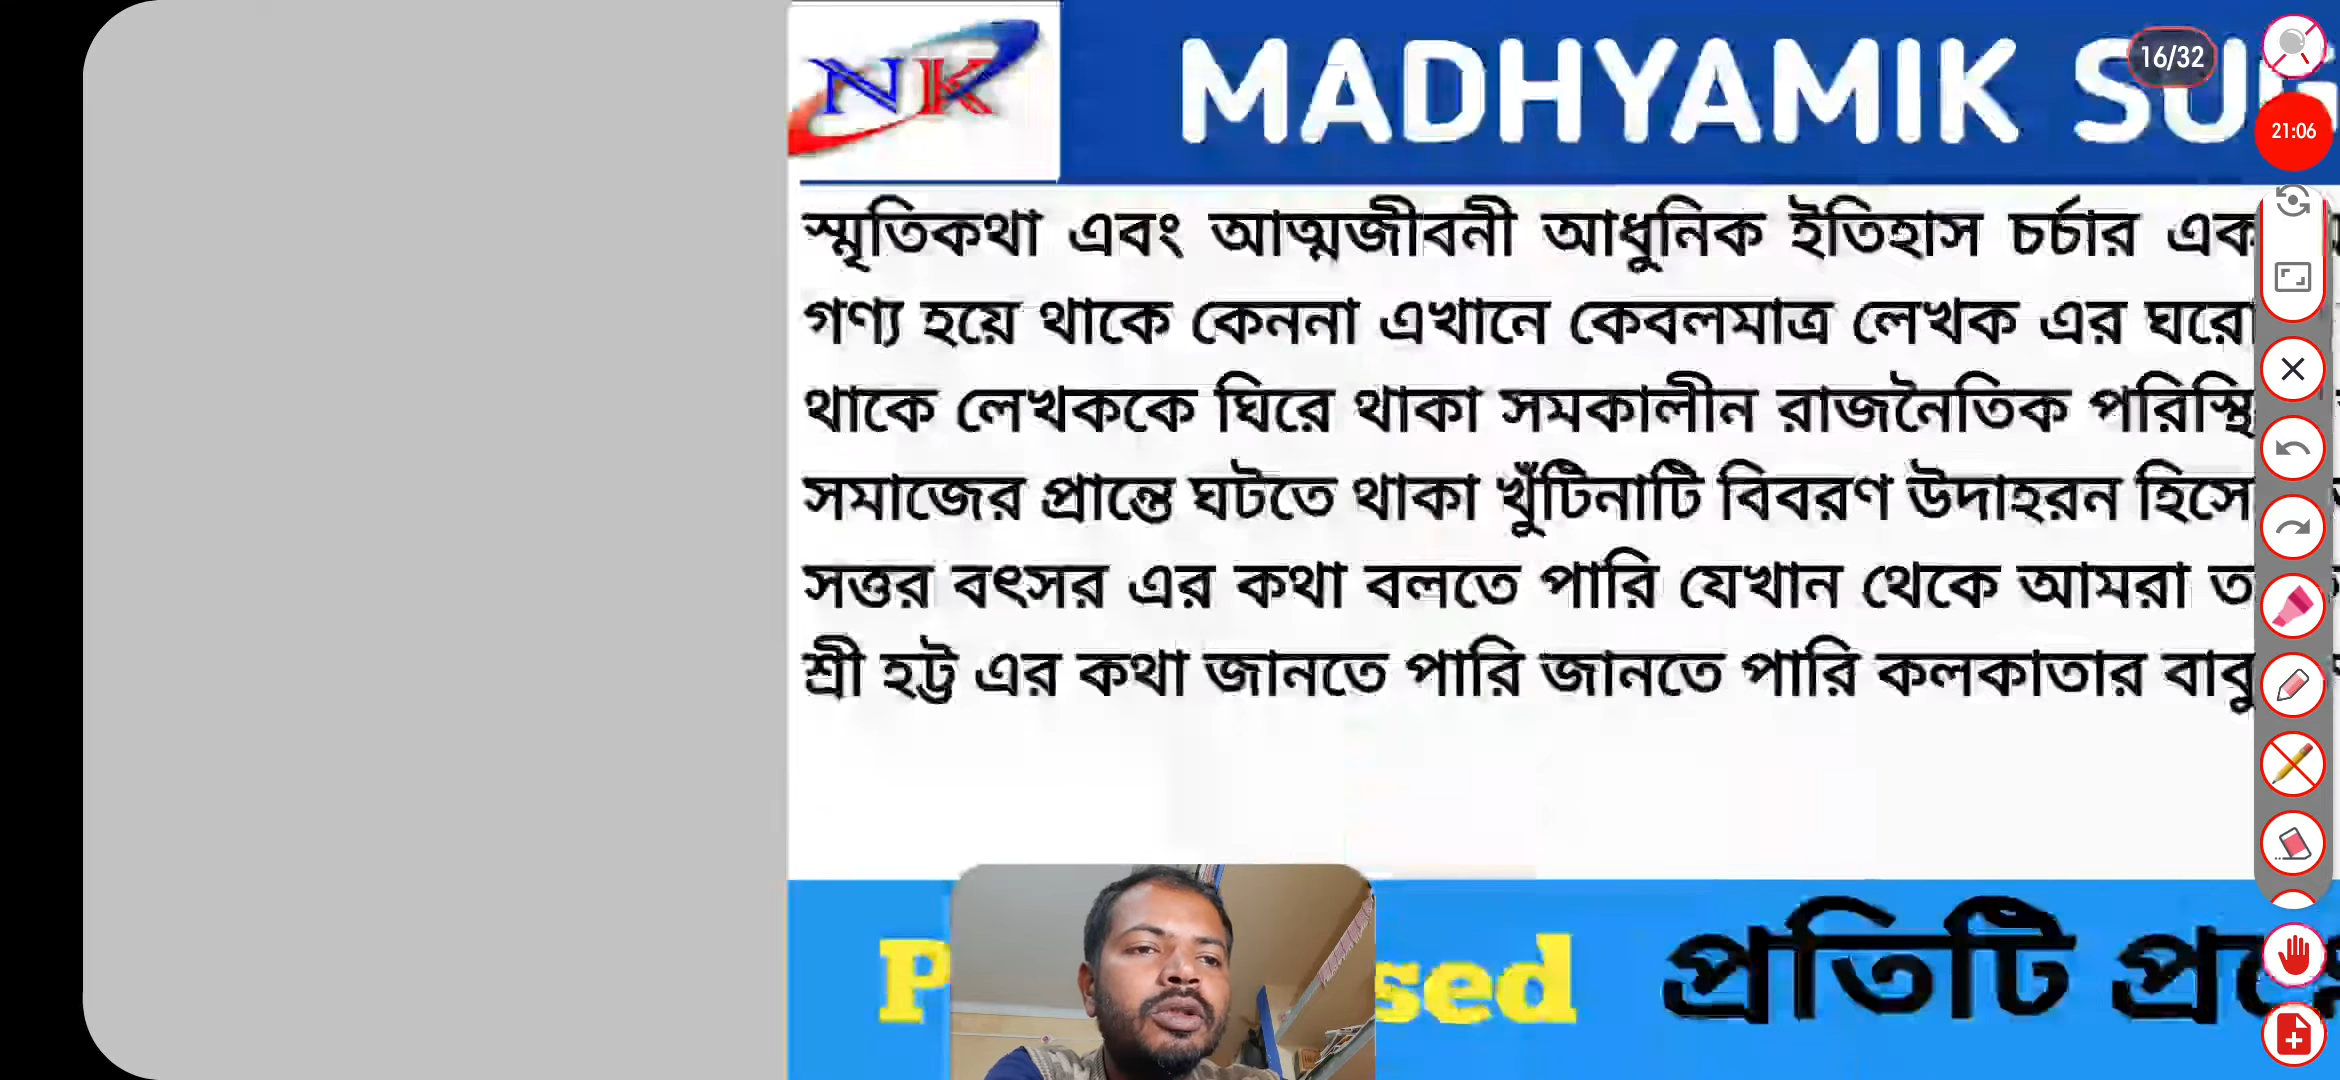 NK
MADHYAMIK SUG
16/32
21:06
স্মৃতিকথা এবং আত্মজীবনী আধুনিক ইতিহাস চর্চার এক
গণ্য হয়ে থাকে কেননা এখানে কেবলমাত্র লেখক এর ঘরো
থাকে লেখককে ঘিরে থাকা সমকালীন রাজনৈতিক পরিস্থি
সমাজের প্রান্তে ঘটতে থাকা খুঁটিনাটি বিবরণ উদাহরন হিসে
সত্তর বৎসর এর কথা বলতে পারি যেখান থেকে আমরা ত
শ্রী হট্ট এর কথা জানতে পারি জানতে পারি কলকাতার বাবু
P sed প্রতিটি